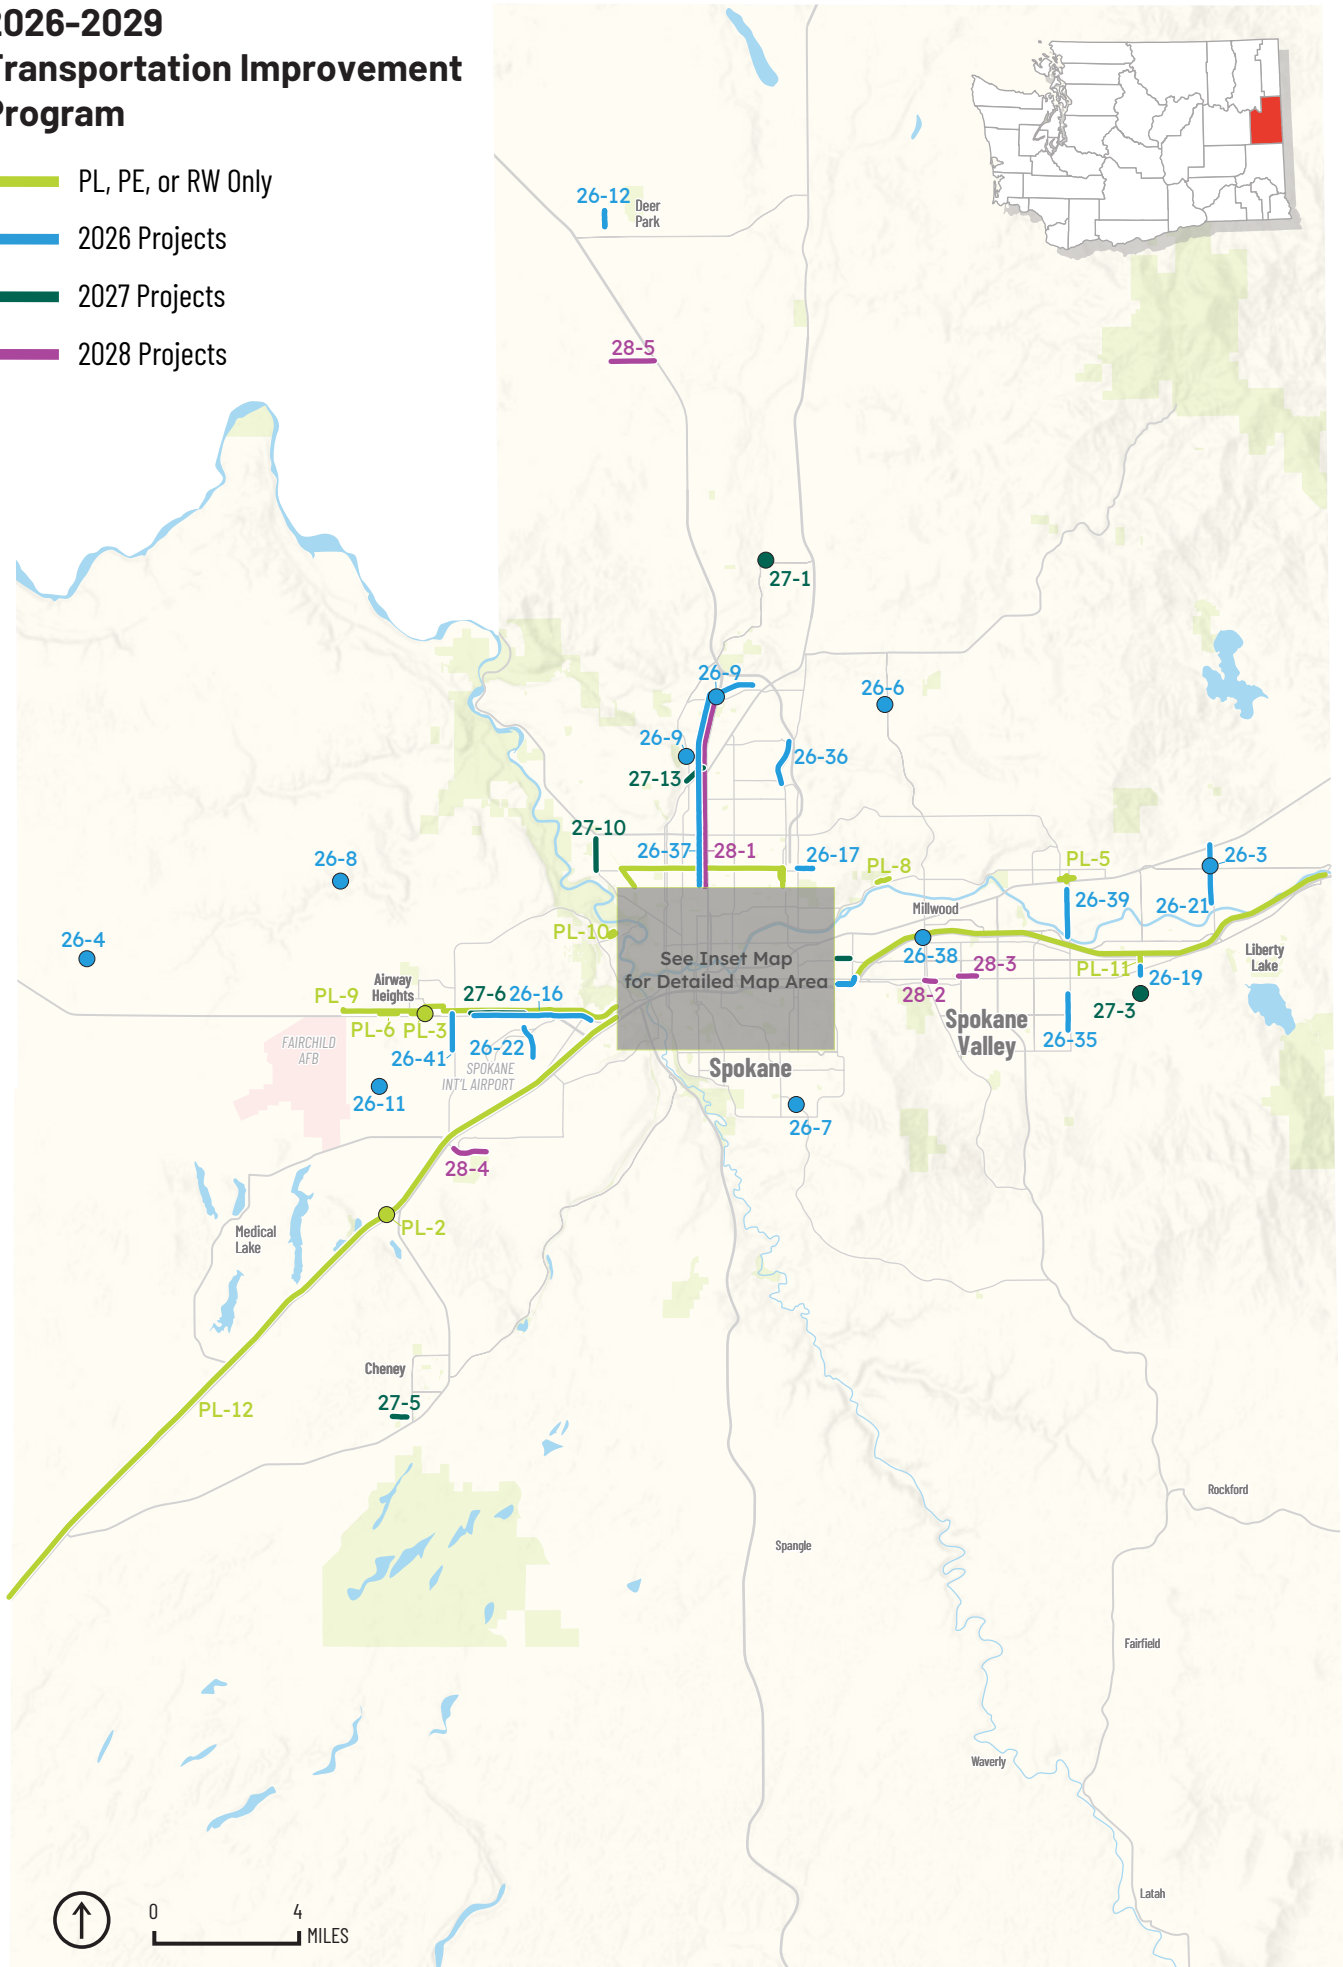 2026-2029
Transportation Improvement
Program
PL, PE, or RW Only
2026 Projects
2027 Projects
2028 Projects
26-12
Deer
Park
28-5
27-1
26-9
26-6
26-9
26-36
27-13
27-10
26-37
28-1
26-17
26-8
PL-8
PL-5
26-3
26-39
26-21
Millwood
26-4
PL-10
26-38
See Inset Map
for Detailed Map Area
Liberty
Lake
28-3
PL-11
26-19
28-2
27-3
Airway
Heights
PL-9
27-6
26-16
PL-6
PL-3
Spokane
Valley
26-35
FAIRCHILD
AFB
26-41
26-22
SPOKANE
INT'L AIRPORT
Spokane
26-11
26-7
28-4
PL-2
Medical
Lake
Cheney
27-5
PL-12
Rockford
Spangle
Fairfield
Waverly
Latah
0
4
MILES